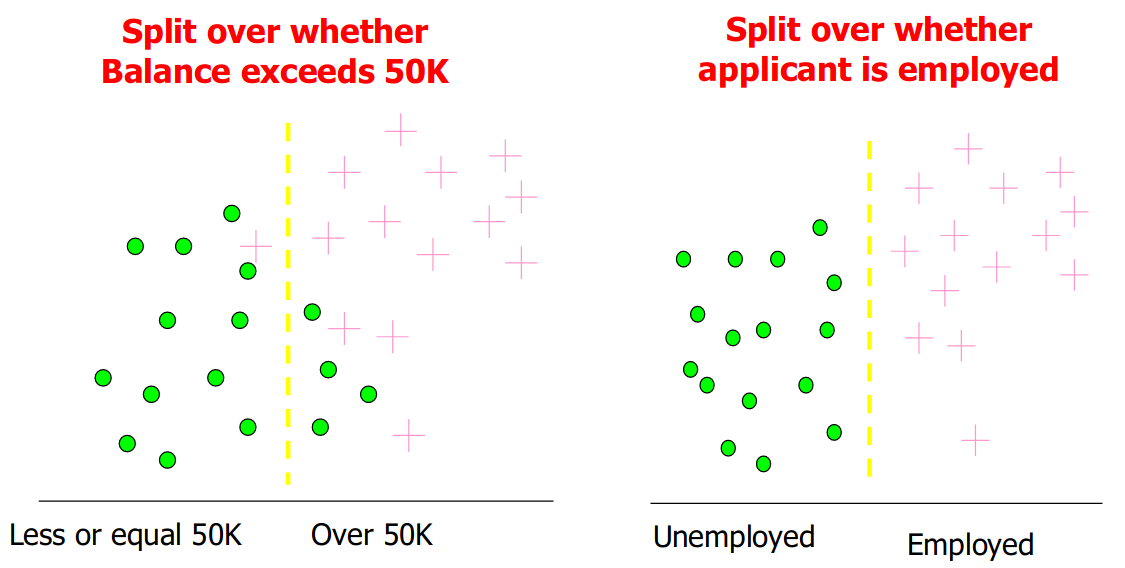 Split over whether
Balance exceeds 50K
Less or equal 50K
Over 50K
Split over whether
applicant is employed
Unemployed
Employed